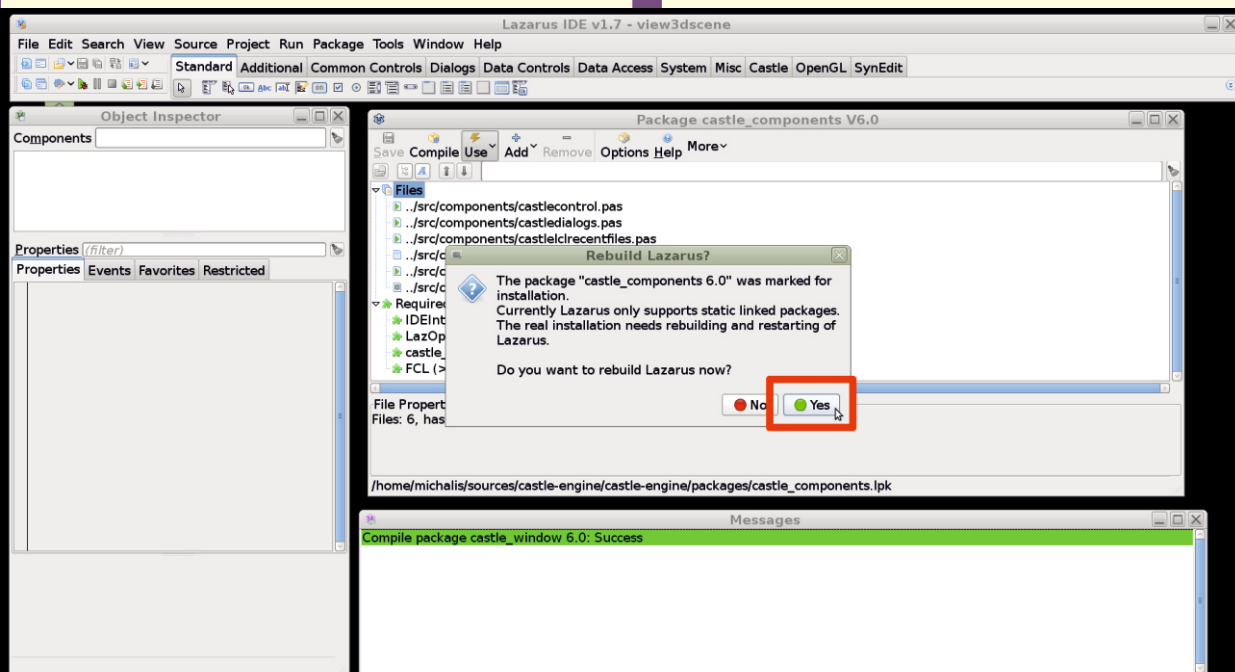 Lazarus IDE v1.7 - view3dscene
File Edit Search View Source Project Run Package Tools Window Help
Standard Additional Common Controls Dialogs Data Controls Data Access System Misc Castle OpenGL SynEdit
Object Inspector
Components
Properties (filter)
Properties Events Favorites Restricted
Package castle_components V6.0
Save Compile Use Add Remove Options Help More
Files
../src/components/castlecontrol.pas
../src/components/castledialogs.pas
../src/components/castlelclrecentfiles.pas
../src/c
../src/c
../src/c
Require
IDEInt
LazOp
castle_
FCL (>
File Propert
Files: 6, has
/home/michalis/sources/castle-engine/castle-engine/packages/castle_components.lpk
Rebuild Lazarus?
The package "castle_components 6.0" was marked for
installation.
Currently Lazarus only supports static linked packages.
The real installation needs rebuilding and restarting of
Lazarus.
Do you want to rebuild Lazarus now?
No Yes
Messages
Compile package castle_window 6.0: Success